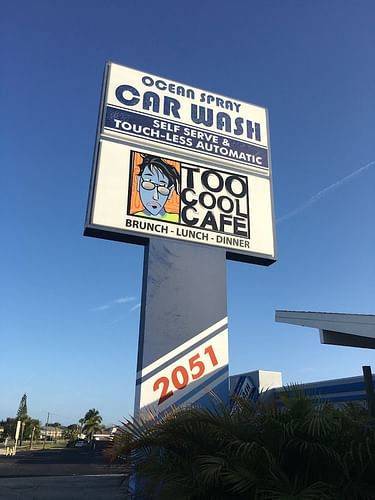 OCEAN SPRAY
CAR WASH
SELF SERVE &
TOUCH-LESS AUTOMATIC
TOO
COOL
CAFE
BRUNCH - LUNCH - DINNER
2051